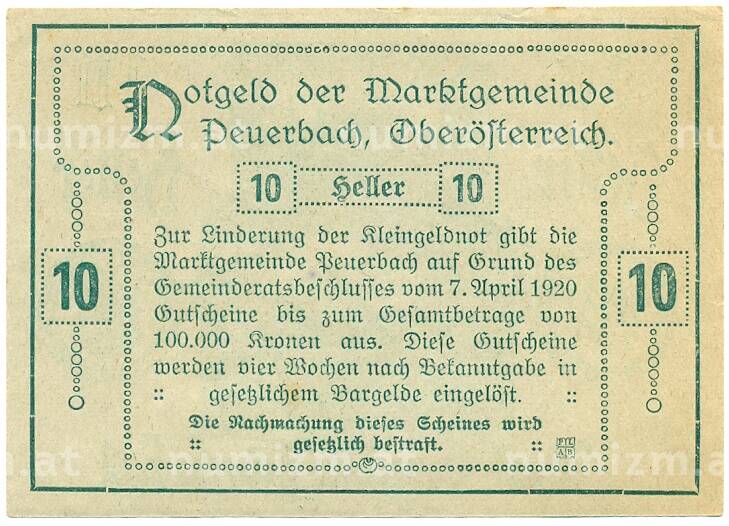 Notgeld der Marktgemeinde
Peuerbach, Oberösterreich.
10 Heller 10
Zur Linderung der Kleingeldnot gibt die
Marktgemeinde Peuerbach auf Grund des
Gemeinderatsbeschlusses vom 7. April 1920
10 10
Gutscheine bis zum Gesamtbetrage von
100.000 Kronen aus. Diese Gutscheine
werden vier Wochen nach Bekanntgabe in
:: gesetzlichem Bargelde eingelöst. ::
Die Nachmachung dieses Scheines wird
:: gesetzlich bestraft. ::
numizm.at